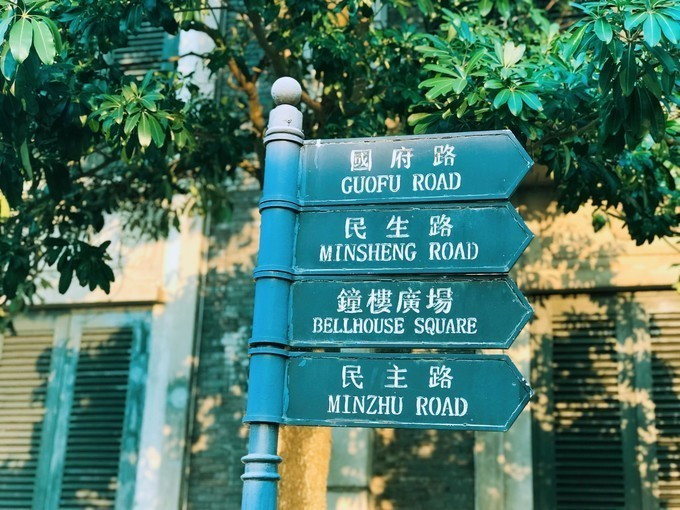 國府路
GUOFU ROAD
民生路
MINSHENG ROAD
鐘樓廣場
BELLHOUSE SQUARE
民主路
MINZHU ROAD